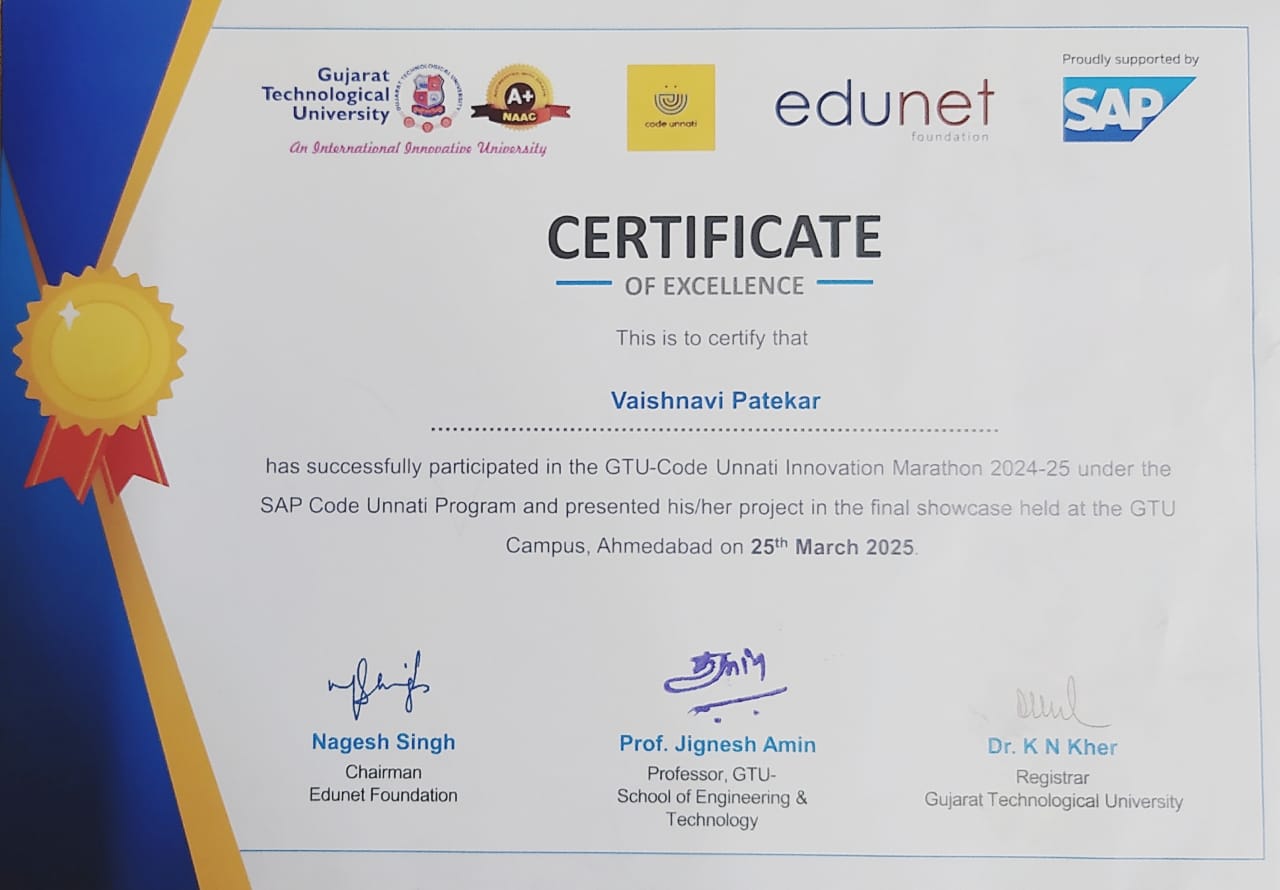 Gujarat
Technological
University
GUJARAT TECHNOLOGICAL UNIVERSITY
A+
NAAC
An International Innovative University
code unnati
edunet
foundation
Proudly supported by
SAP
CERTIFICATE
OF EXCELLENCE
This is to certify that
Vaishnavi Patekar
has successfully participated in the GTU-Code Unnati Innovation Marathon 2024-25 under the
SAP Code Unnati Program and presented his/her project in the final showcase held at the GTU
Campus, Ahmedabad on 25th March 2025.
Nagesh Singh
Chairman
Edunet Foundation
Prof. Jignesh Amin
Professor, GTU-
School of Engineering &
Technology
Dr. K N Kher
Registrar
Gujarat Technological University